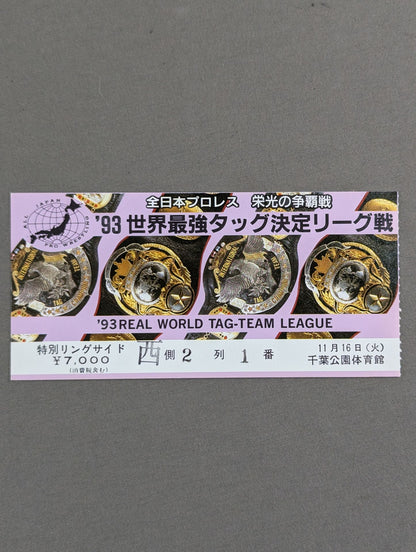 全日本プロレス 栄光の争覇戦
ALL JAPAN PRO-WRESTLING
'93 世界最強タッグ決定リーグ戦
'93 REAL WORLD TAG-TEAM LEAGUE
特別リングサイド
¥7,000
(消費税含む)
西側 2 列 1 番
11月16日(火)
千葉公園体育館